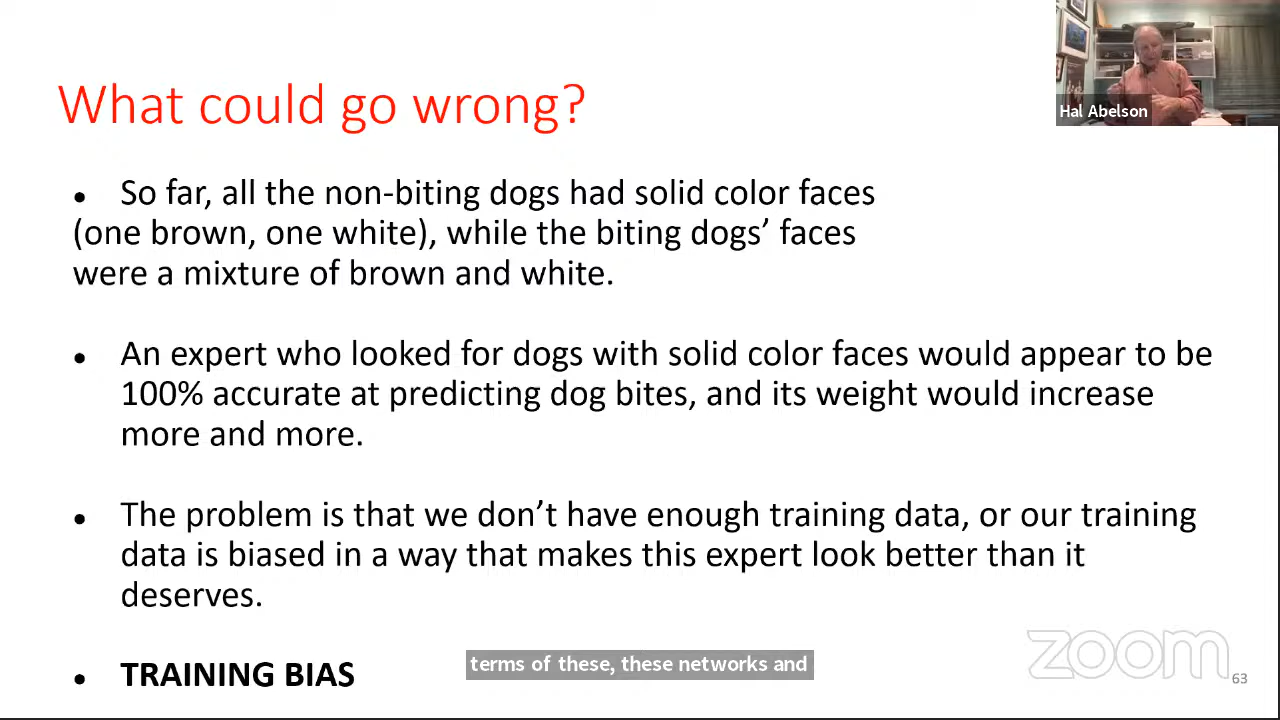 Hal Abelson
What could go wrong?
• So far, all the non-biting dogs had solid color faces
(one brown, one white), while the biting dogs’ faces
were a mixture of brown and white.
• An expert who looked for dogs with solid color faces would appear to be
100% accurate at predicting dog bites, and its weight would increase
more and more.
• The problem is that we don’t have enough training data, or our training
data is biased in a way that makes this expert look better than it
deserves.
• TRAINING BIAS
terms of these, these networks and
zoom
63